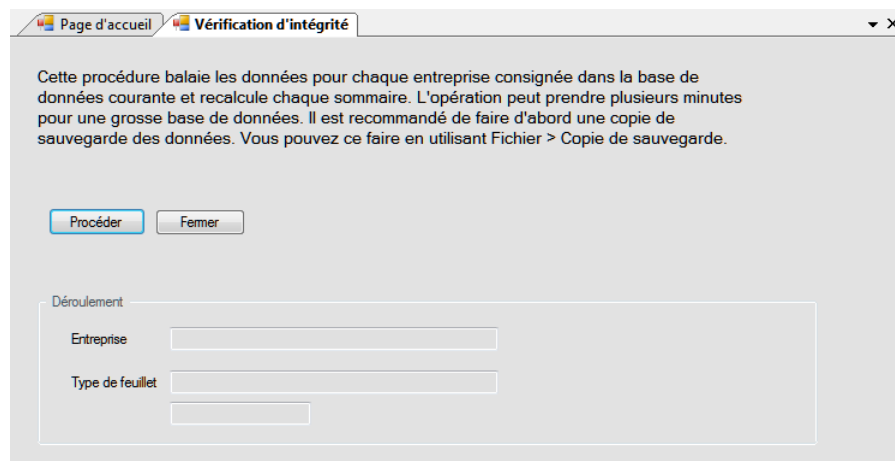 Page d'accueil Vérification d'intégrité
Cette procédure balaie les données pour chaque entreprise consignée dans la base de
données courante et recalcule chaque sommaire. L'opération peut prendre plusieurs minutes
pour une grosse base de données. Il est recommandé de faire d'abord une copie de
sauvegarde des données. Vous pouvez ce faire en utilisant Fichier > Copie de sauvegarde.
Procéder Fermer
Déroulement
Entreprise
Type de feuillet